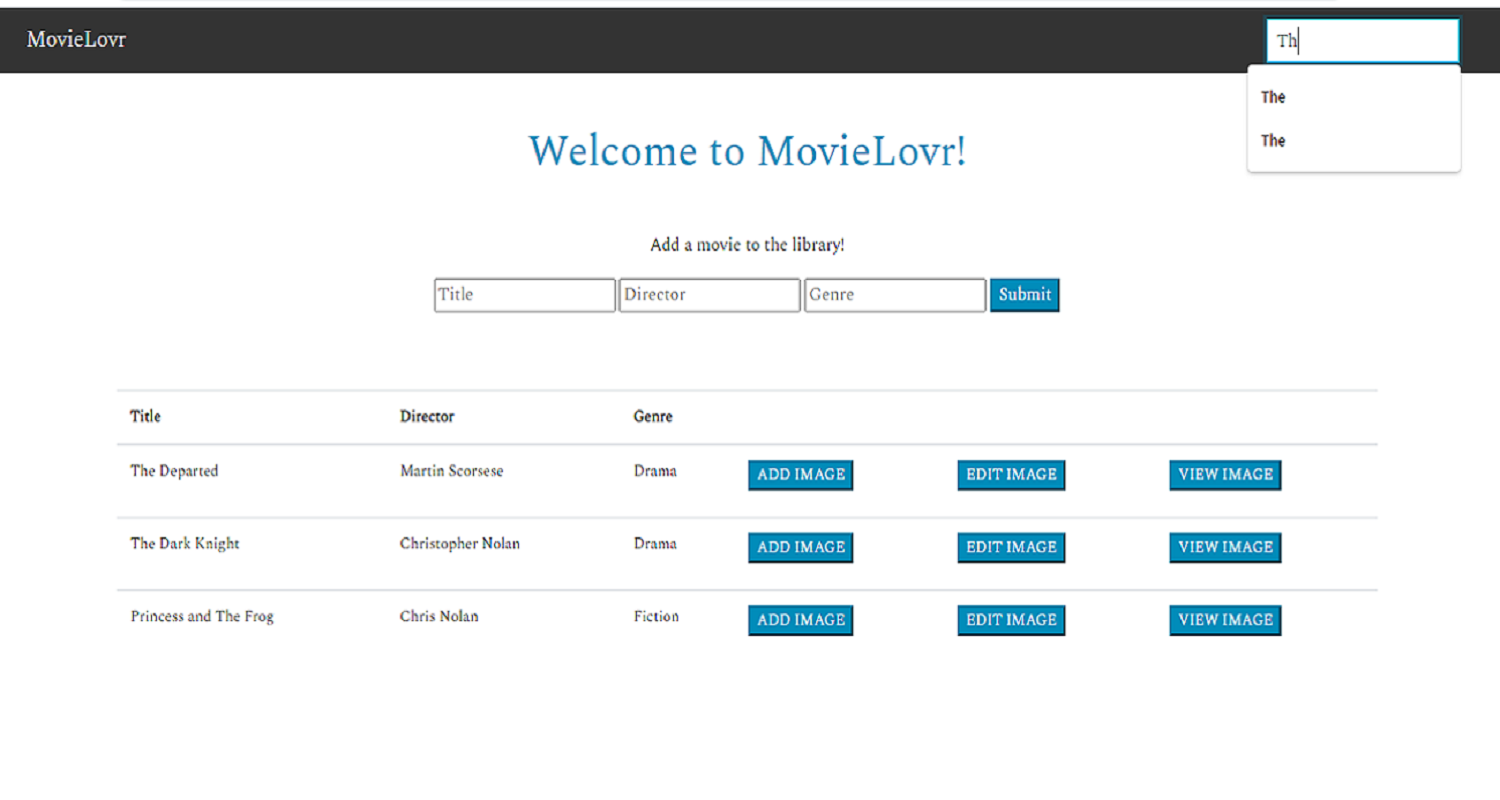 MovieLovr Th
The
The
Welcome to MovieLovr!
Add a movie to the library!
Title Director Genre Submit
Title Director Genre
The Departed Martin Scorsese Drama ADD IMAGE EDIT IMAGE VIEW IMAGE
The Dark Knight Christopher Nolan Drama ADD IMAGE EDIT IMAGE VIEW IMAGE
Princess and The Frog Chris Nolan Fiction ADD IMAGE EDIT IMAGE VIEW IMAGE